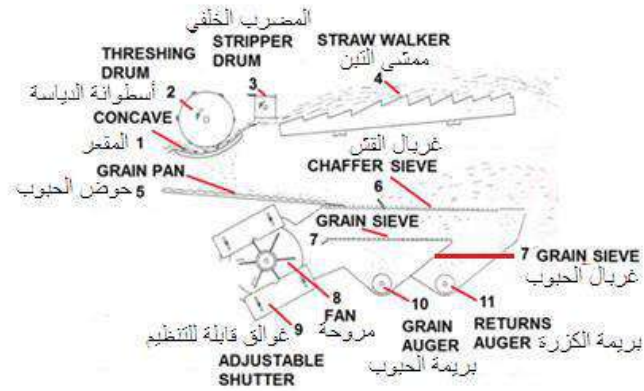 المضرب الخلفي
STRIPPER DRUM
3
THRESHING DRUM
أسطوانة الدياسة 2
STRAW WALKER
ممشى التبن
4
CONCAVE
المقعر 1
GRAIN PAN
حوض الحبوب 5
غربال القش
CHAFFER SIEVE
6
GRAIN SIEVE
7
7 GRAIN SIEVE
غربال الحبوب
8
FAN
مروحة
9 غوالق قابلة للتنظيم
ADJUSTABLE SHUTTER
10
GRAIN AUGER
بريمة الحبوب
11
RETURNS AUGER بريمة الكزرة